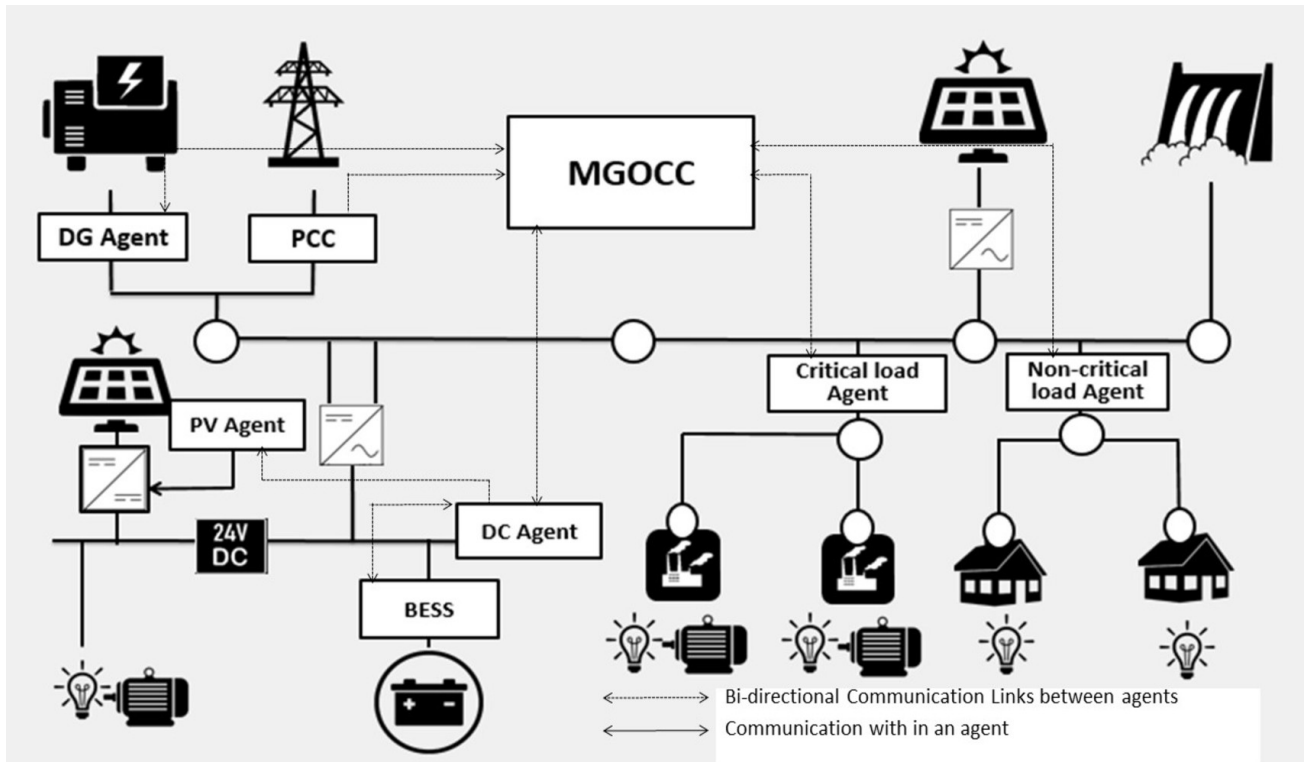 MGOCC
DG Agent
PCC
Critical load
Agent
Non-critical
load Agent
PV Agent
24V
DC
DC Agent
BESS
Bi-directional Communication Links between agents
Communication with in an agent